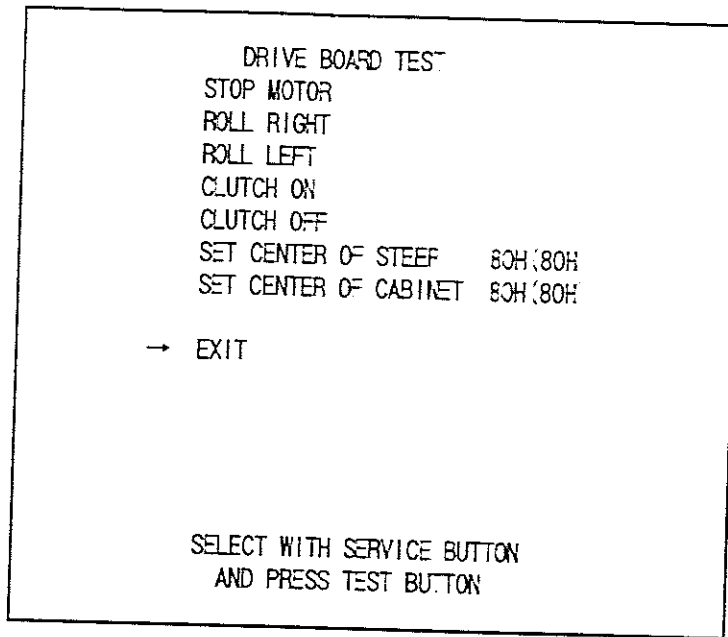 DRIVE BOARD TEST
STOP MOTOR
ROLL RIGHT
ROLL LEFT
CLUTCH ON
CLUTCH OFF
SET CENTER OF STEER 80H(80H
SET CENTER OF CABINET 80H(80H
→ EXIT
SELECT WITH SERVICE BUTTON
AND PRESS TEST BUTTON